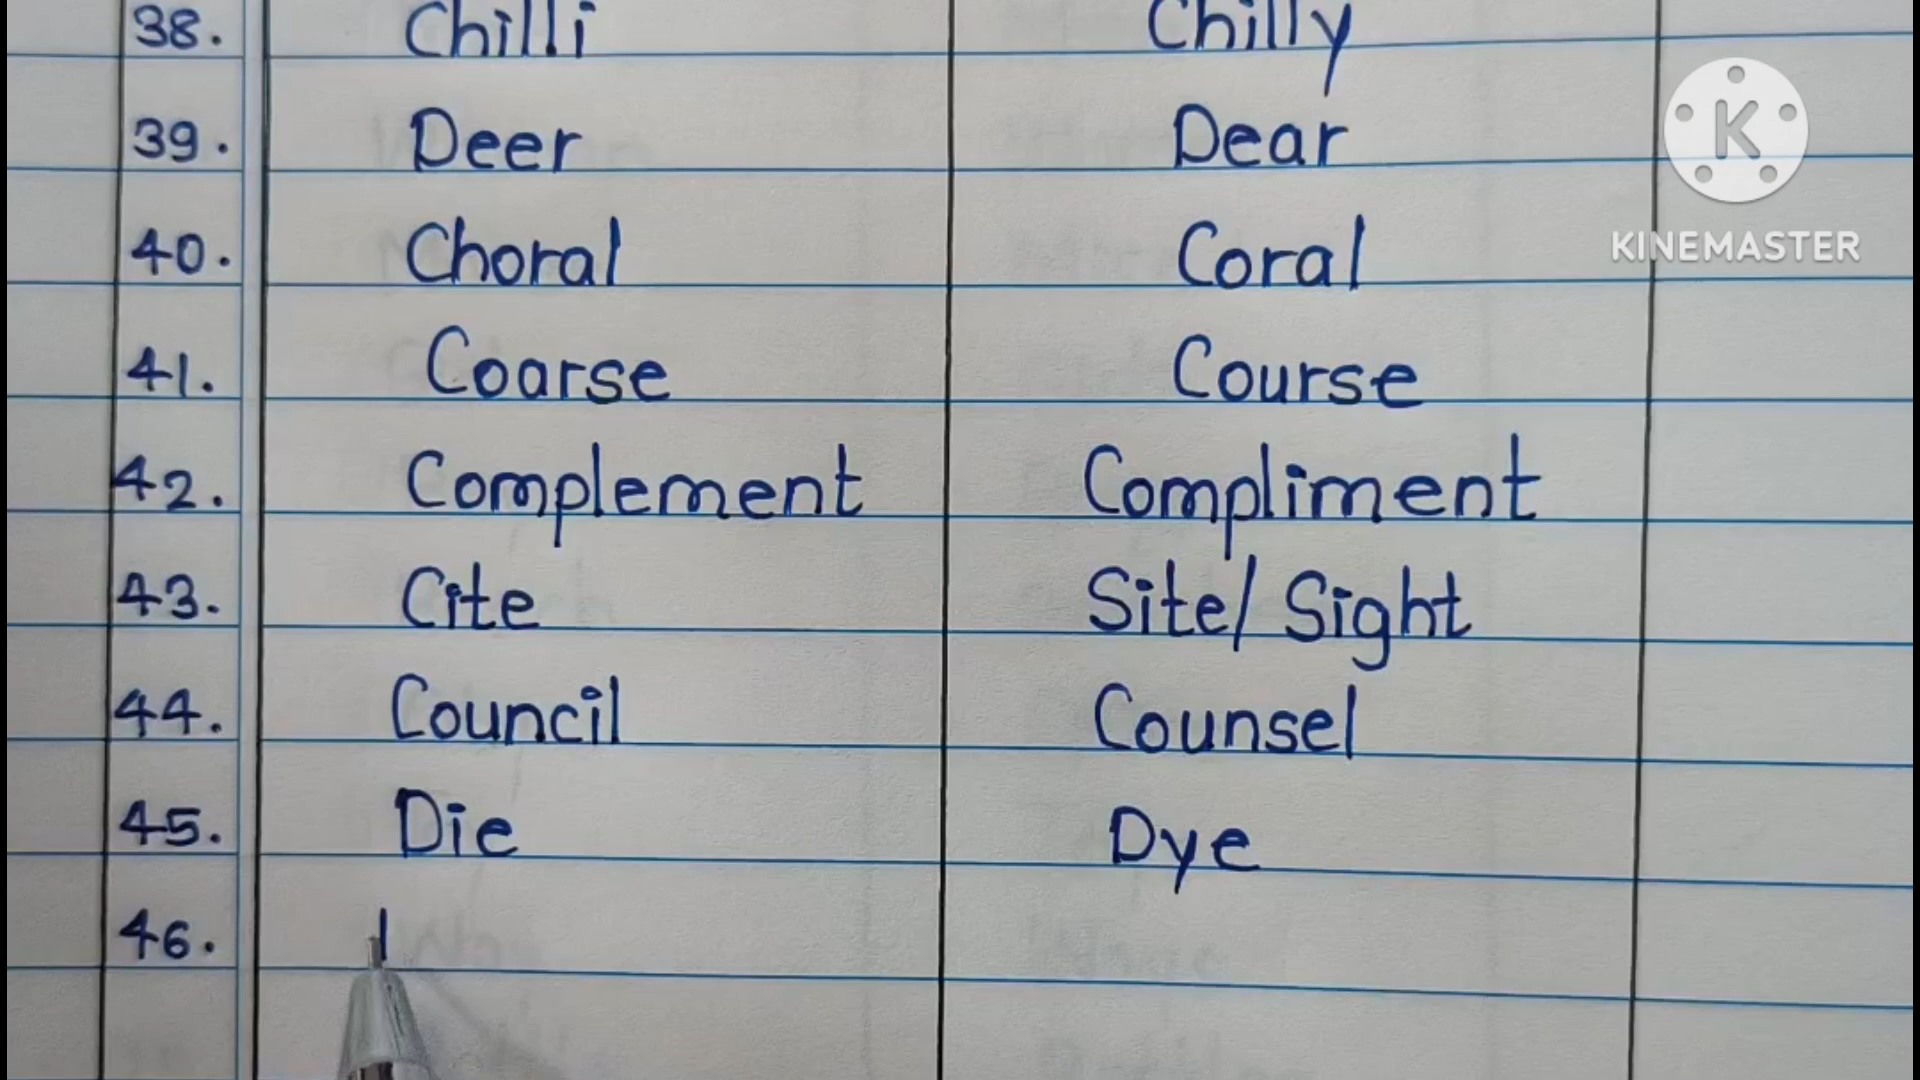 38. Chilli Chilly
39. Deer Dear
40. Choral Coral
41. Coarse Course
42. Complement Compliment
43. Cite Site/ Sight
44. Council Counsel
45. Die Dye
46.
K
KINEMASTER